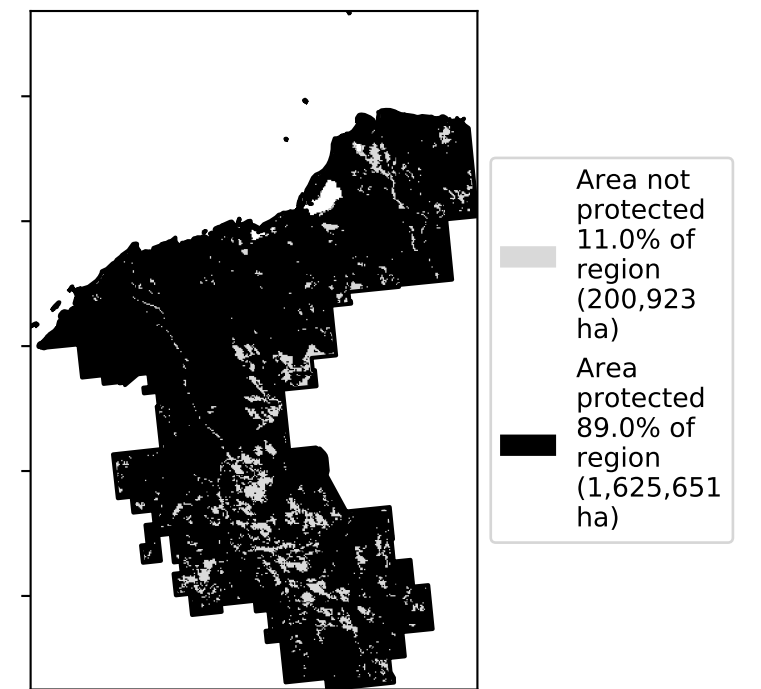 Area not
protected
11.0% of
region
(200,923
ha)
Area
protected
89.0% of
region
(1,625,651
ha)